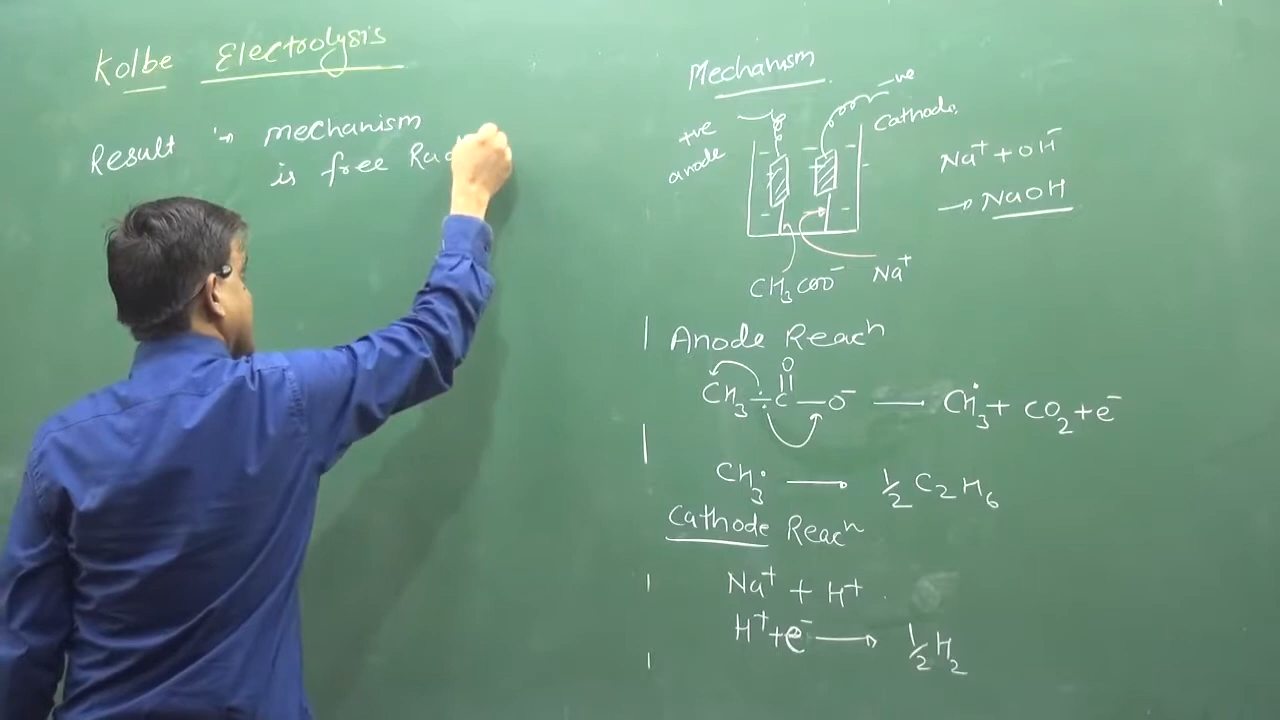 Kolbe Electrolysis
Result :→ mechanism
is free Rad
Mechanism
+ve
anode
-ve
Cathode
CH₃COO⁻
Na⁺
Na⁺ + OH⁻
→ NaOH
Anode Reacⁿ
O
CH₃ ÷ C — O⁻ → CH₃• + CO₂ + e⁻
CH₃• → 1/2 C₂H₆
Cathode Reacⁿ
Na⁺ + H⁺
H⁺ + e⁻ → 1/2 H₂